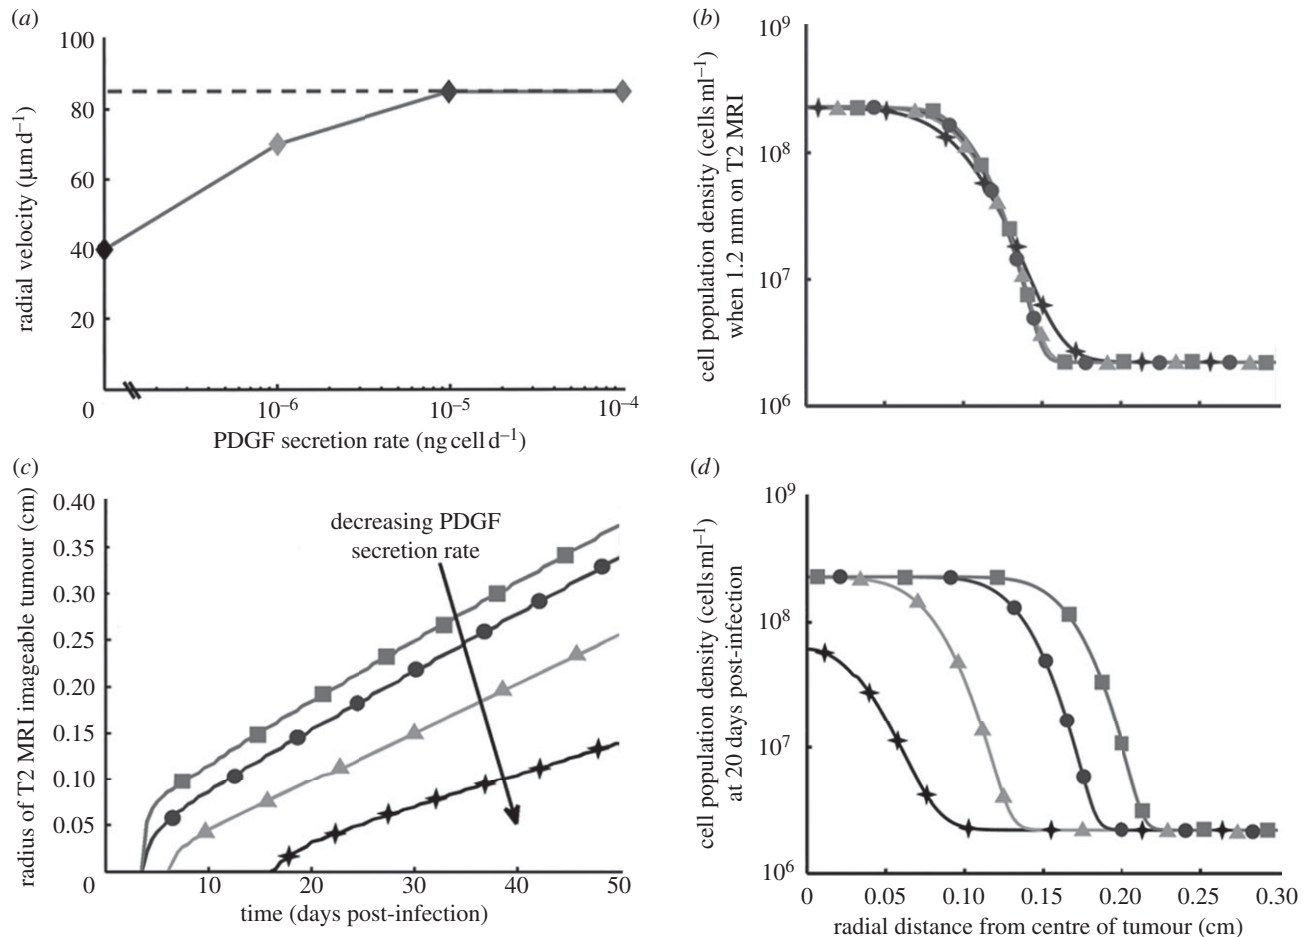 (a)
100
80
60
40
20
0
10⁻⁶
10⁻⁵
10⁻⁴
radial velocity (μm d⁻¹)
PDGF secretion rate (ng cell d⁻¹)
(b)
10⁹
10⁸
10⁷
10⁶
cell population density (cells ml⁻¹)
when 1.2 mm on T2 MRI
(c)
0.40
0.35
0.30
0.25
0.20
0.15
0.10
0.05
0
10
20
30
40
50
radius of T2 MRI imageable tumour (cm)
time (days post-infection)
decreasing PDGF
secretion rate
(d)
10⁹
10⁸
10⁷
10⁶
0
0.05
0.10
0.15
0.20
0.30
cell population density (cells ml⁻¹)
at 20 days post-infection
radial distance from centre of tumour (cm)